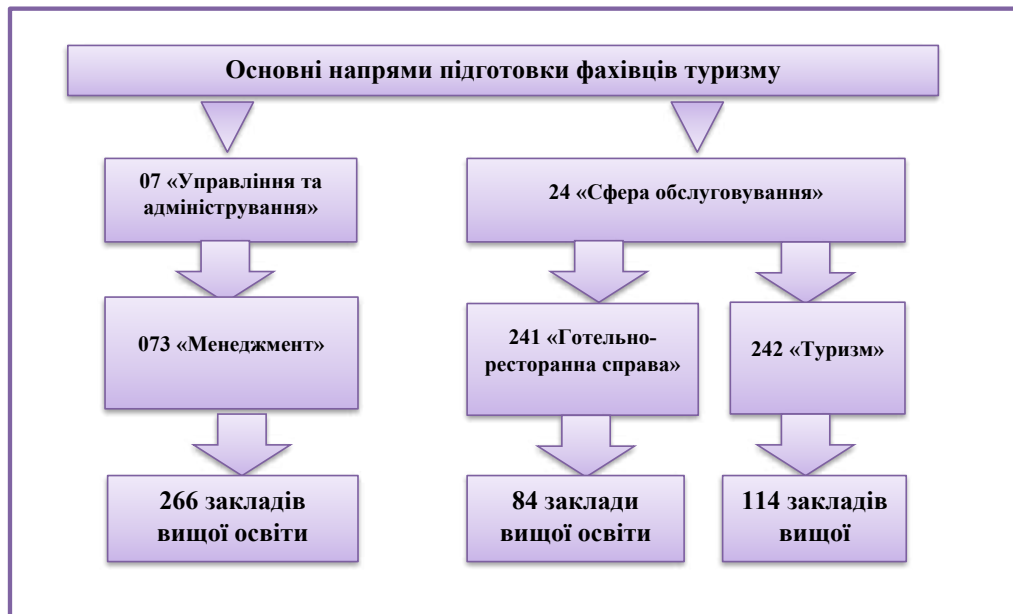 Основні напрями підготовки фахівців туризму
07 «Управління та
адміністрування»
24 «Сфера обслуговування»
073 «Менеджмент»
241 «Готельно-
ресторанна справа»
242 «Туризм»
266 закладів
вищої освіти
84 заклади
вищої освіти
114 закладів
вищої